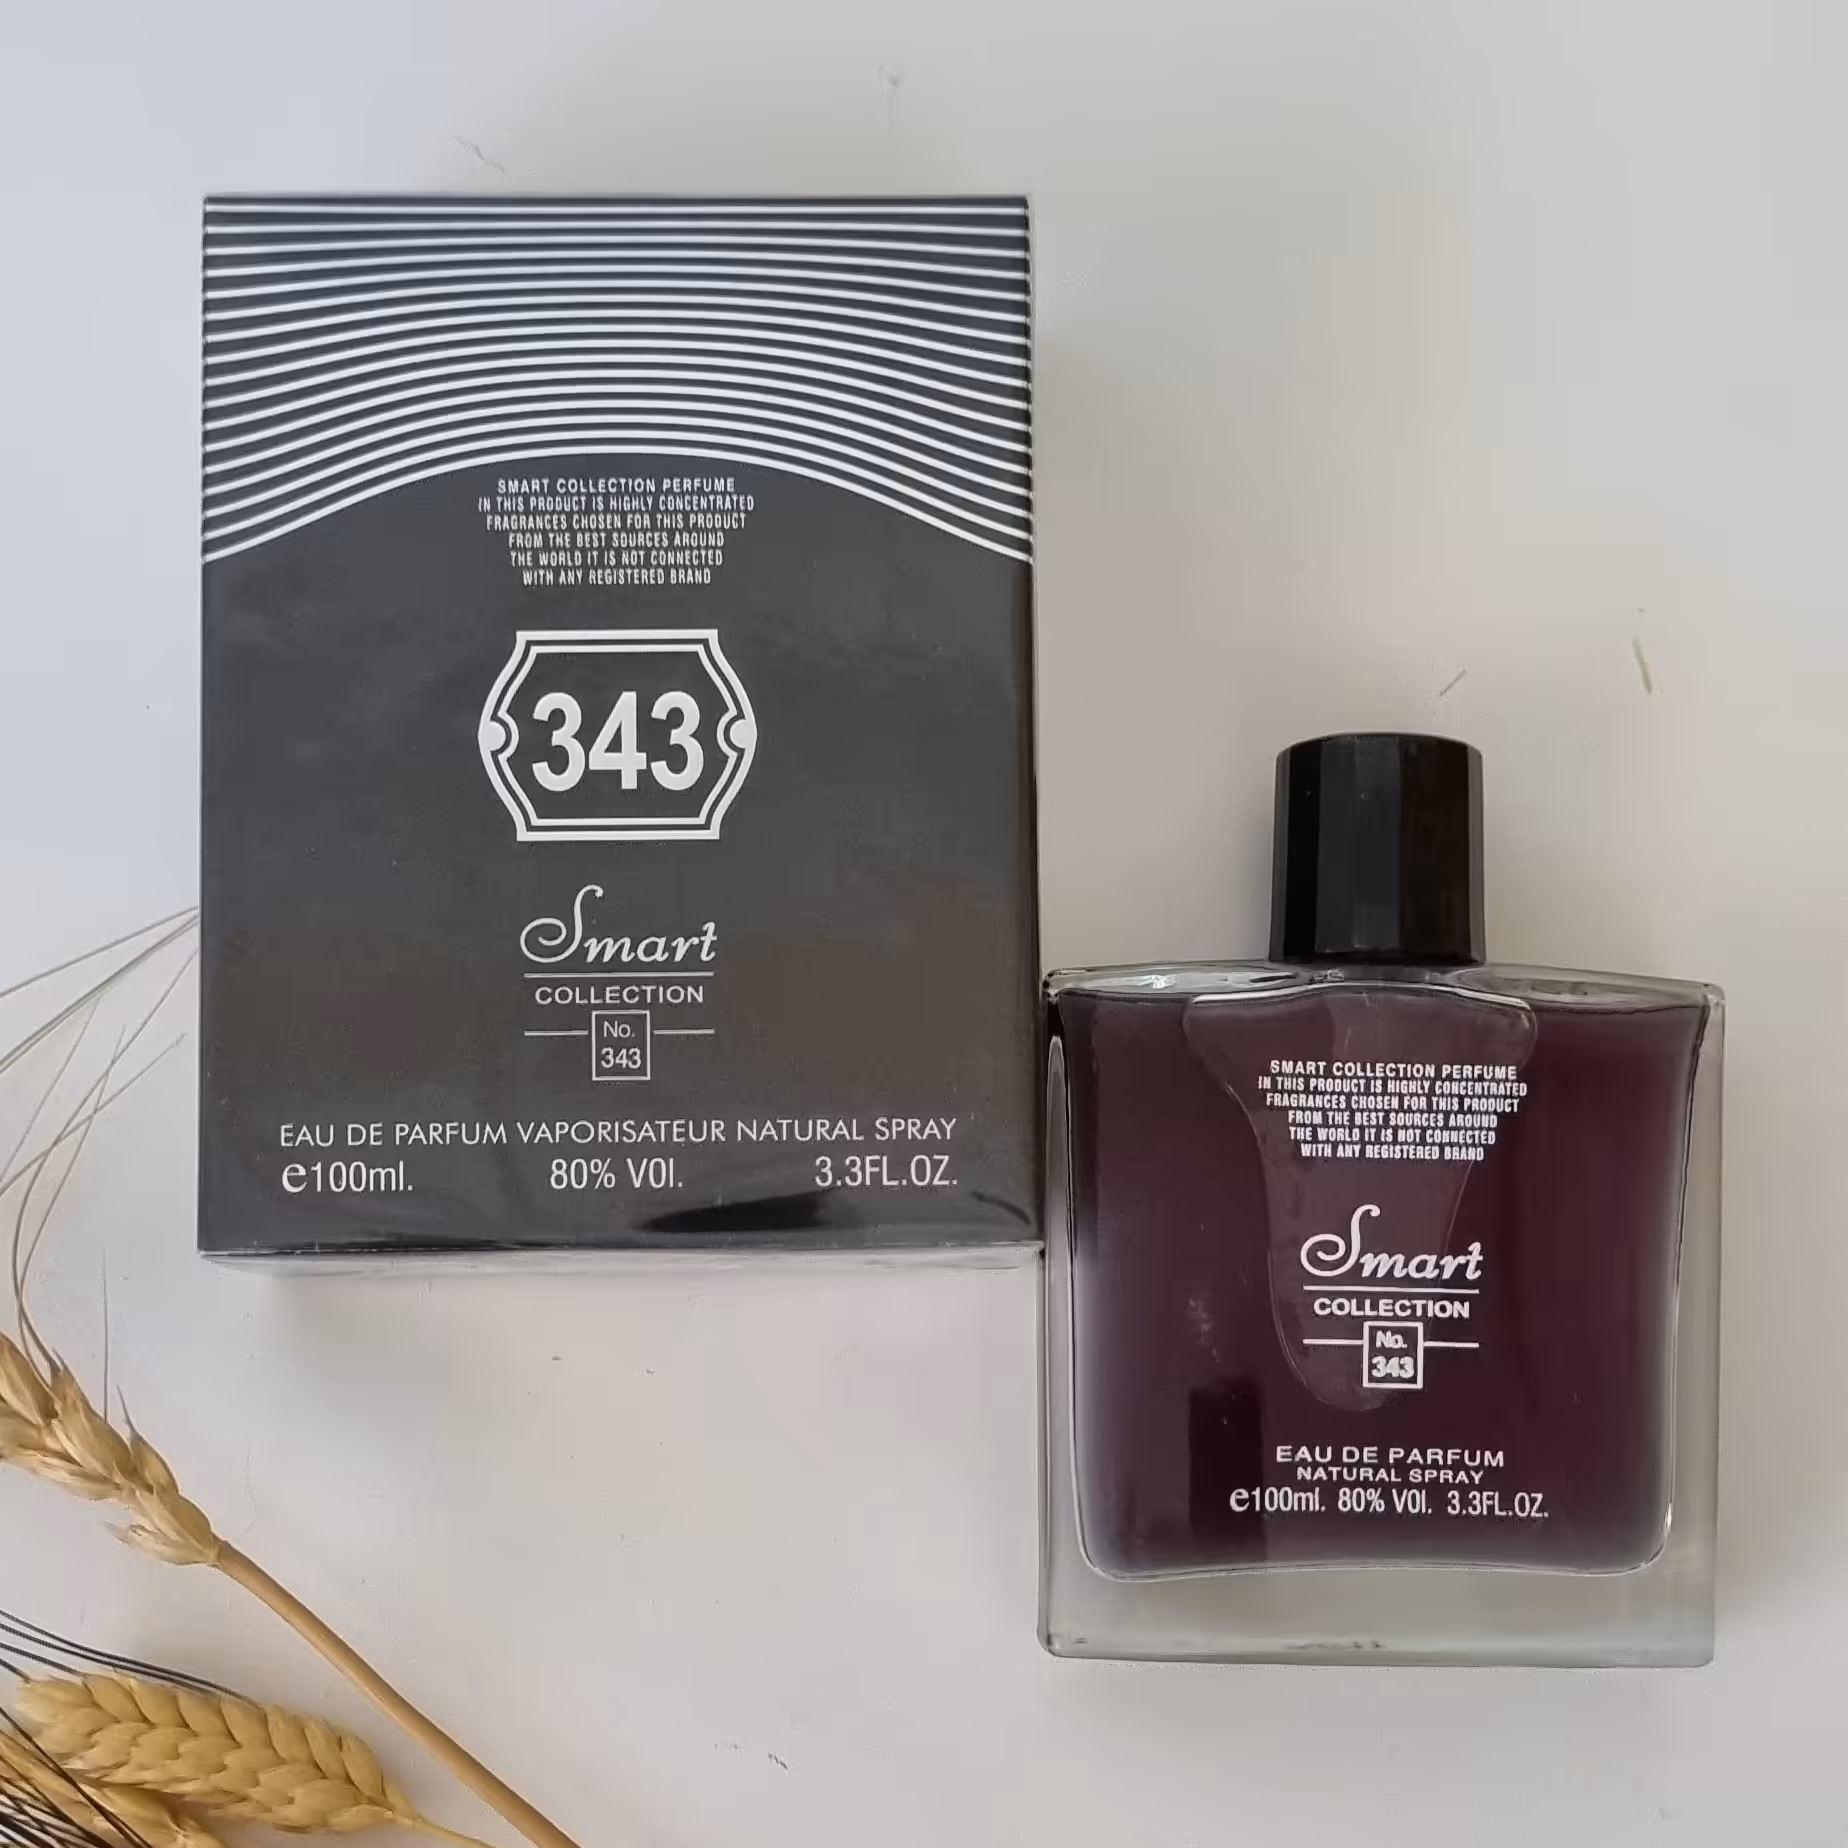 SMART COLLECTION PERFUME
IN THIS PRODUCT IS HIGHLY CONCENTRATED
FRAGRANCES CHOSEN FOR THIS PRODUCT
FROM THE BEST SOURCES AROUND
THE WORLD IT IS NOT CONNECTED
WITH ANY REGISTERED BRAND
343
Smart
COLLECTION
No.
343
EAU DE PARFUM VAPORISATEUR NATURAL SPRAY
e100ml. 80% VOl. 3.3FL.OZ.
SMART COLLECTION PERFUME
IN THIS PRODUCT IS HIGHLY CONCENTRATED
FRAGRANCES CHOSEN FOR THIS PRODUCT
FROM THE BEST SOURCES AROUND
THE WORLD IT IS NOT CONNECTED
WITH ANY REGISTERED BRAND
Smart
COLLECTION
No.
343
EAU DE PARFUM
NATURAL SPRAY
e100ml. 80% VOl. 3.3FL.OZ.